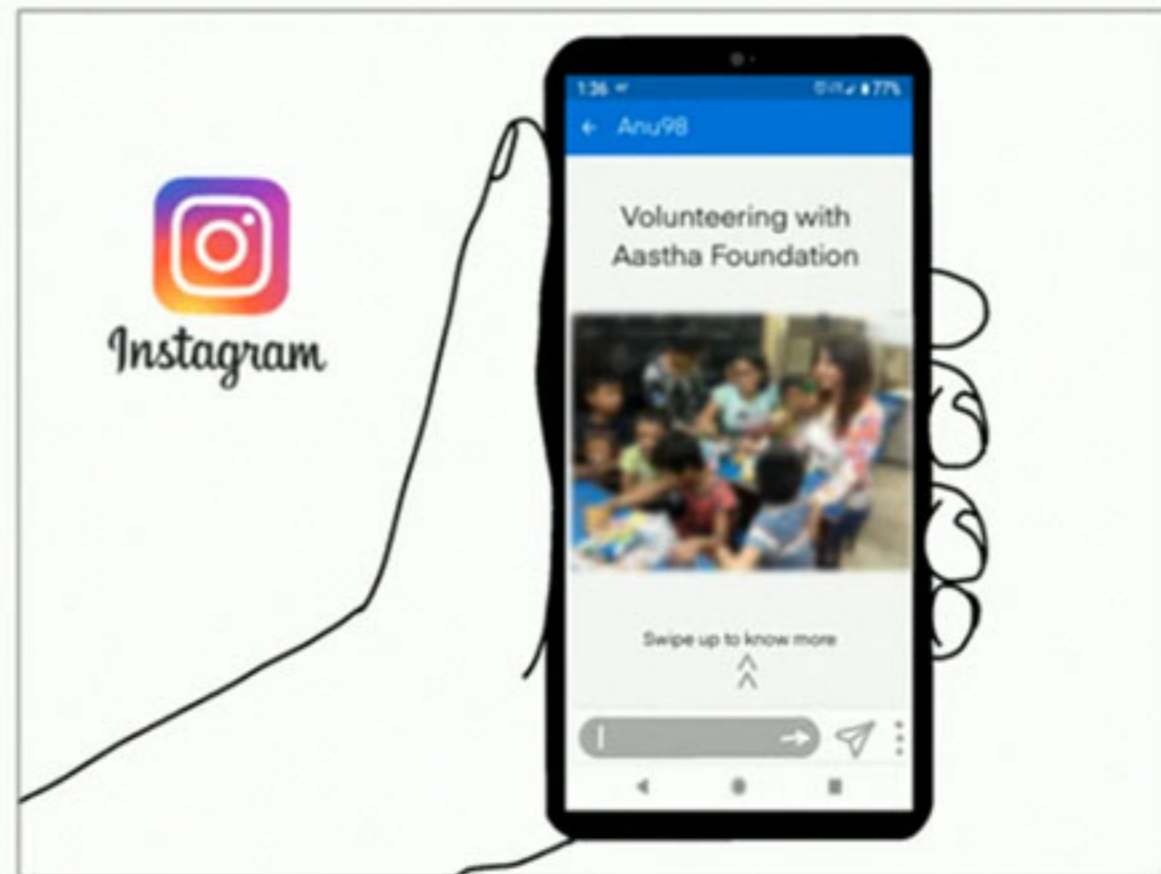 Instagram
1:36
77%
Anu98
Volunteering with
Aastha Foundation
Swipe up to know more